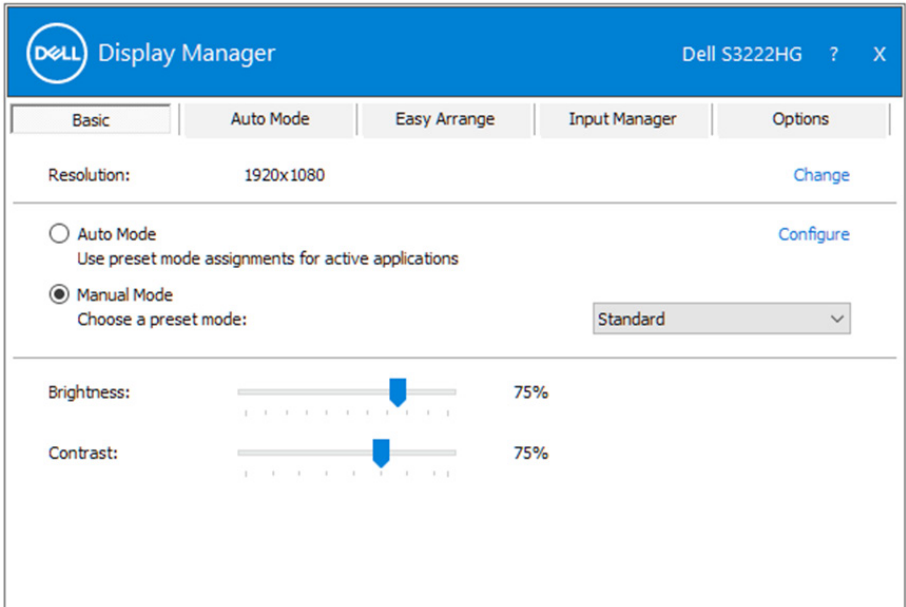 DELL Display Manager Dell S3222HG ? X
Basic Auto Mode Easy Arrange Input Manager Options
Resolution: 1920x1080 Change
Auto Mode Configure
Use preset mode assignments for active applications
Manual Mode
Choose a preset mode: Standard
Brightness: 75%
Contrast: 75%